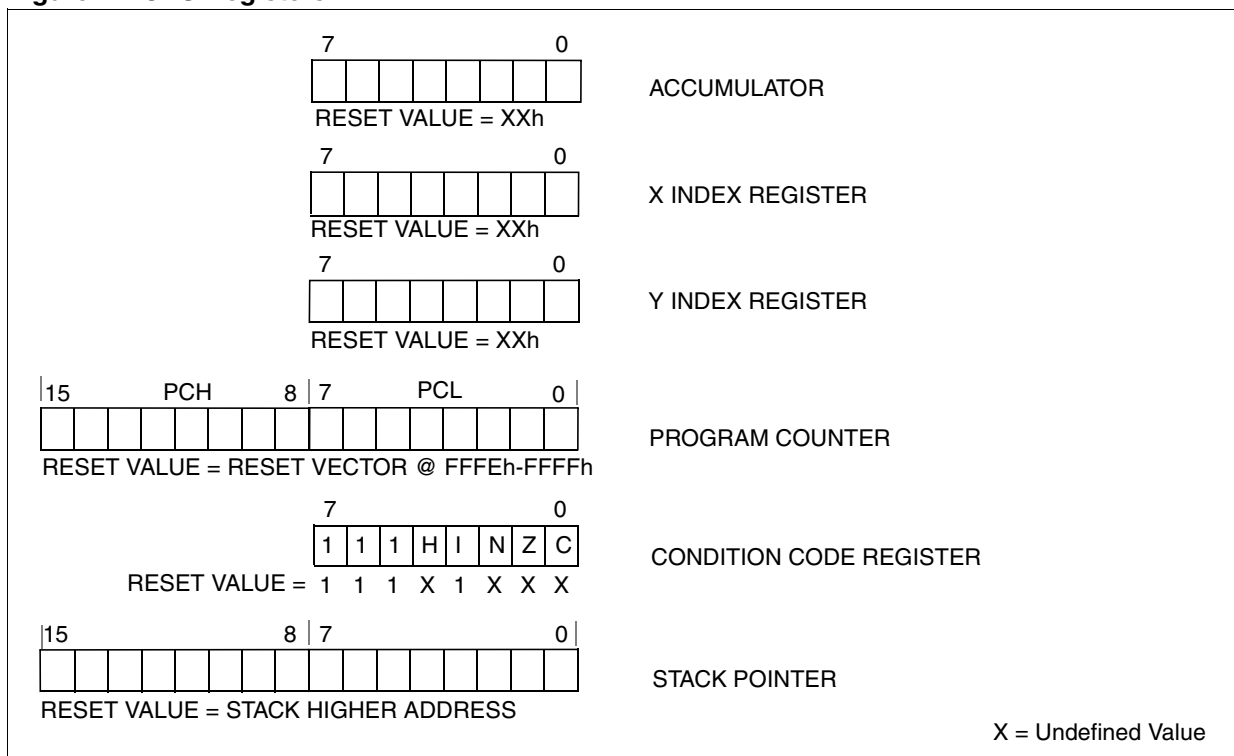 7 0
ACCUMULATOR
RESET VALUE = XXh
7 0
X INDEX REGISTER
RESET VALUE = XXh
7 0
Y INDEX REGISTER
RESET VALUE = XXh
15 PCH 8 7 PCL 0
PROGRAM COUNTER
RESET VALUE = RESET VECTOR @ FFFEh-FFFFh
7 0
1 1 1 H I N Z C
CONDITION CODE REGISTER
RESET VALUE = 1 1 1 X 1 X X X
15 8 7 0
STACK POINTER
RESET VALUE = STACK HIGHER ADDRESS
X = Undefined Value